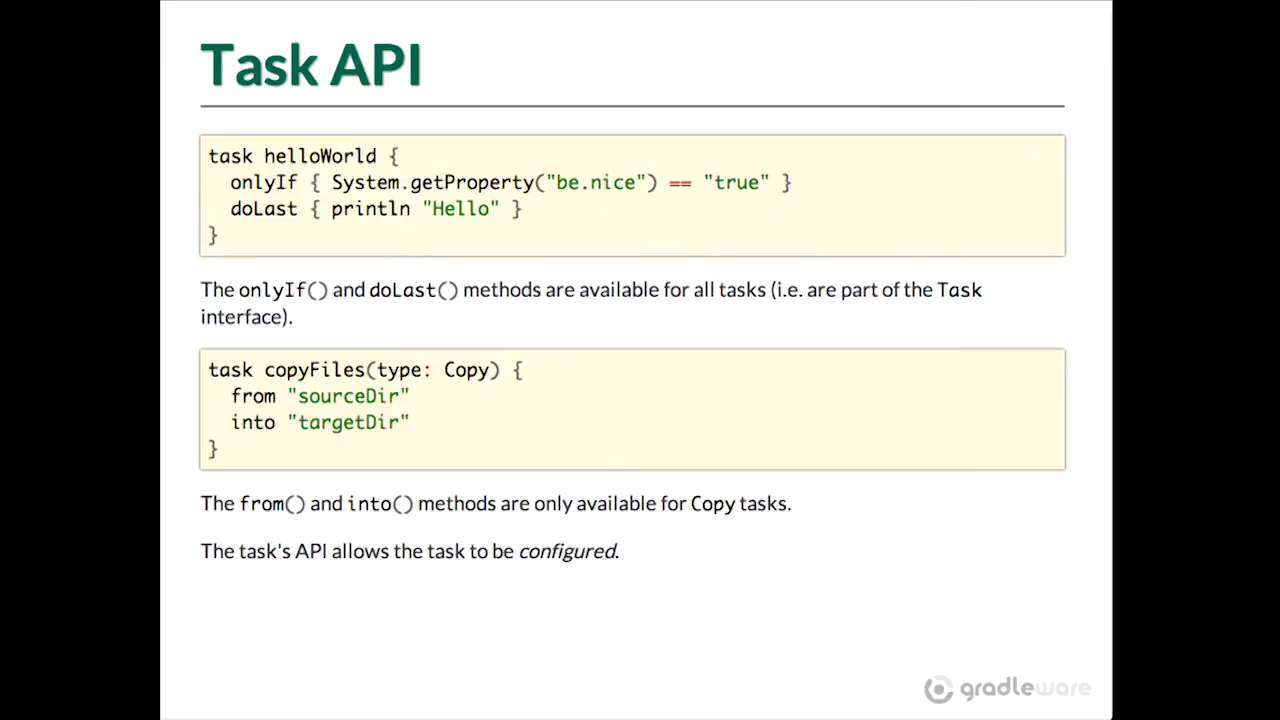 Task API
task helloWorld {
  onlyIf { System.getProperty("be.nice") == "true" }
  doLast { println "Hello" }
}
The onlyIf() and doLast() methods are available for all tasks (i.e. are part of the Task
interface).
task copyFiles(type: Copy) {
  from "sourceDir"
  into "targetDir"
}
The from() and into() methods are only available for Copy tasks.
The task's API allows the task to be configured.
gradleware